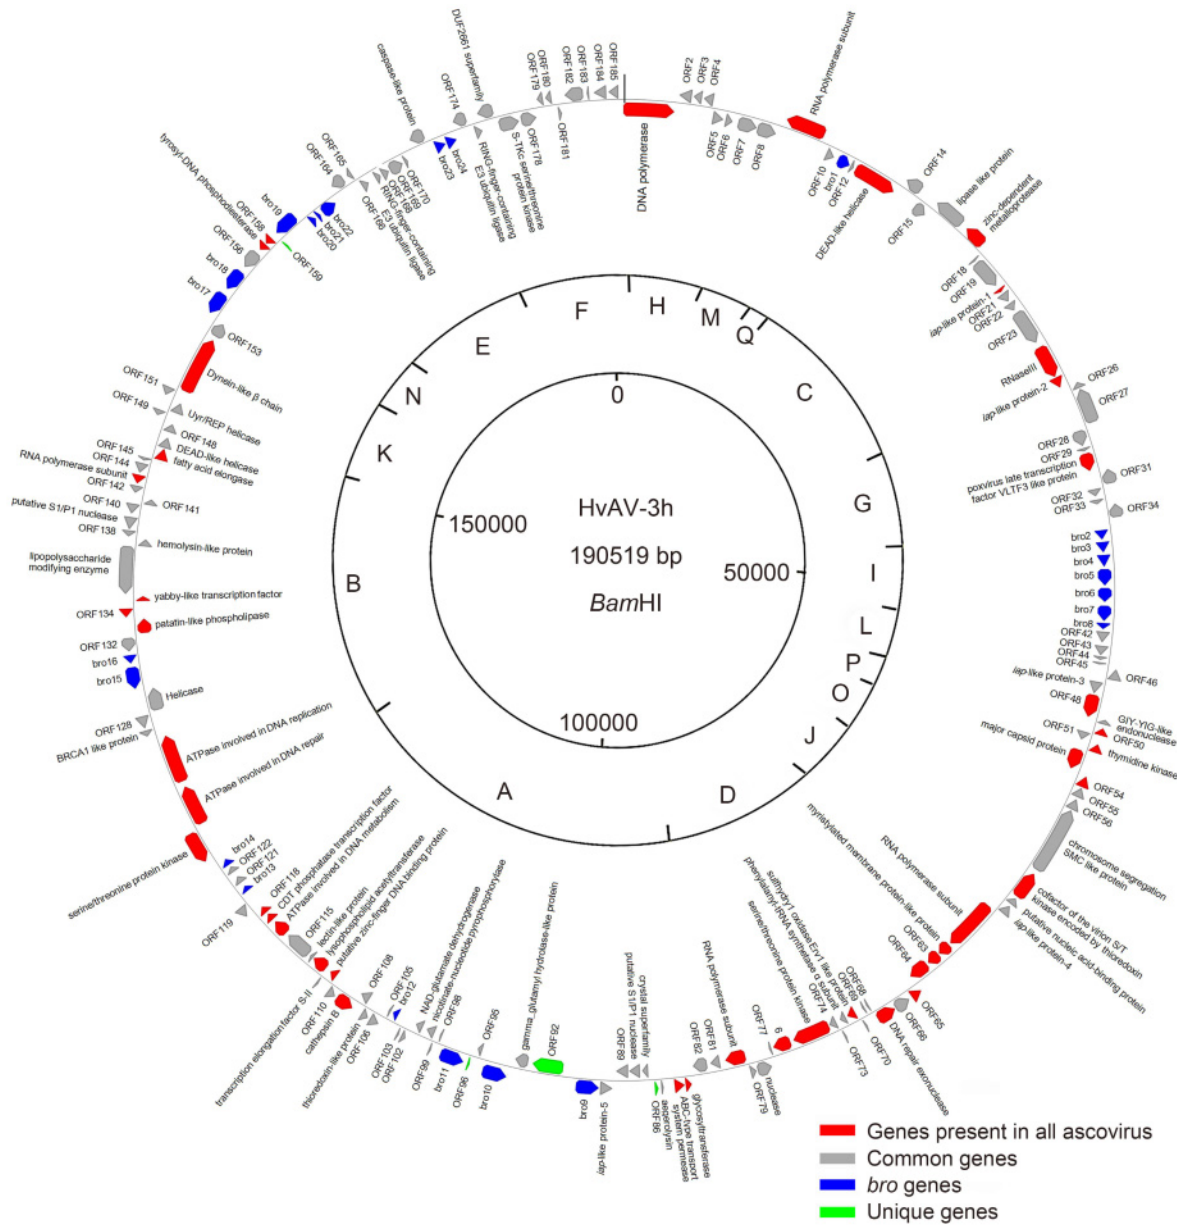 DNA polymerase
ORF2
ORF3
ORF4
ORF5
ORF6
ORF7
ORF8
RNA polymerase subunit
ORF10
bro1
ORF12
DEAD-like helicase
ORF14
ORF15
lipase like protein
zinc-dependent
metalloprotease
ORF18
ORF19
iap-like protein-1
ORF21
ORF22
ORF23
RNaseIII
iap-like protein-2
ORF26
ORF27
ORF28
ORF29
poxvirus late transcription
factor VLTF3 like protein
ORF31
ORF32
ORF33
ORF34
bro2
bro3
bro4
bro5
bro6
bro7
bro8
ORF42
ORF43
ORF44
ORF45
ORF46
iap-like protein-3
ORF48
GIY-YIG-like
endonuclease
ORF50
ORF51
thymidine kinase
major capsid protein
ORF54
ORF55
ORF56
chromosome segregation
SMC like protein
cofactor of the virion S/T
kinase encoded by thioredoxin
putative nucleic acid-binding
protein
iap-like protein-4
RNA polymerase subunit
myristylated membrane protein-like
ORF63
ORF64
ORF65
ORF66
DNA repair exonuclease
ORF68
ORF69
ORF70
sulfhydryl oxidase Erv1 like protein
phenylalanyl-tRNA synthetase α subunit
ORF73
ORF74
serine/threonine protein kinase
6
ORF77
nuclease
ORF79
RNA polymerase subunit
ORF81
ORF82
glycosyltransferase
ABC-type transport
system permease
aegerolysin
ORF86
crystal superfamily
putative S1/P1 nuclease
ORF89
iap-like protein-5
bro9
ORF92
gamma_glutamyl hydrolase-like protein
bro10
ORF95
ORF96
bro11
ORF98
ORF99
nicotinate-nucleotide pyrophosphorylase
NAD-glutamate dehydrogenase
ORF102
ORF103
bro12
ORF105
ORF106
thioredoxin-like protein
ORF108
cathepsin B
ORF110
transcription elongation factor S-II
putative zinc-finger DNA binding protein
lysophospholipid acetyltransferase
lectin-like protein
ORF115
ATPase involved in DNA metabolism
CDT phosphatase transcription factor
ORF118
ORF119
bro13
ORF121
ORF122
bro14
serine/threonine protein kinase
ATPase involved in DNA repair
ATPase involved in DNA replication
BRCA1 like protein
ORF128
Helicase
bro15
bro16
ORF132
patatin-like phospholipase
ORF134
yabby-like transcription factor
lipopolysaccharide
modifying enzyme
hemolysin-like protein
ORF138
putative S1/P1 nuclease
ORF140
ORF141
ORF142
RNA polymerase subunit
ORF144
ORF145
fatty acid elongase
DEAD-like helicase
ORF148
ORF149
Uyr/REP helicase
ORF151
Dynein-like β chain
ORF153
bro17
bro18
ORF156
tyrosyl-DNA phosphodiesterase
ORF158
ORF159
bro19
bro20
bro21
bro22
ORF164
ORF165
ORF166
RING-finger-containing
E3 ubiquitin ligase
ORF168
ORF169
ORF170
caspase-like protein
bro23
bro24
ORF174
RING-finger-containing
E3 ubiquitin ligase
DUF2661 superfamily
S-TKc serine/threonine
protein kinase
ORF178
ORF179
ORF180
ORF181
ORF182
ORF183
ORF184
ORF185
H
M
Q
C
G
I
L
P
O
J
D
A
B
K
N
E
F
0
50000
100000
150000
HvAV-3h
190519 bp
BamHI
Genes present in all ascovirus
Common genes
bro genes
Unique genes